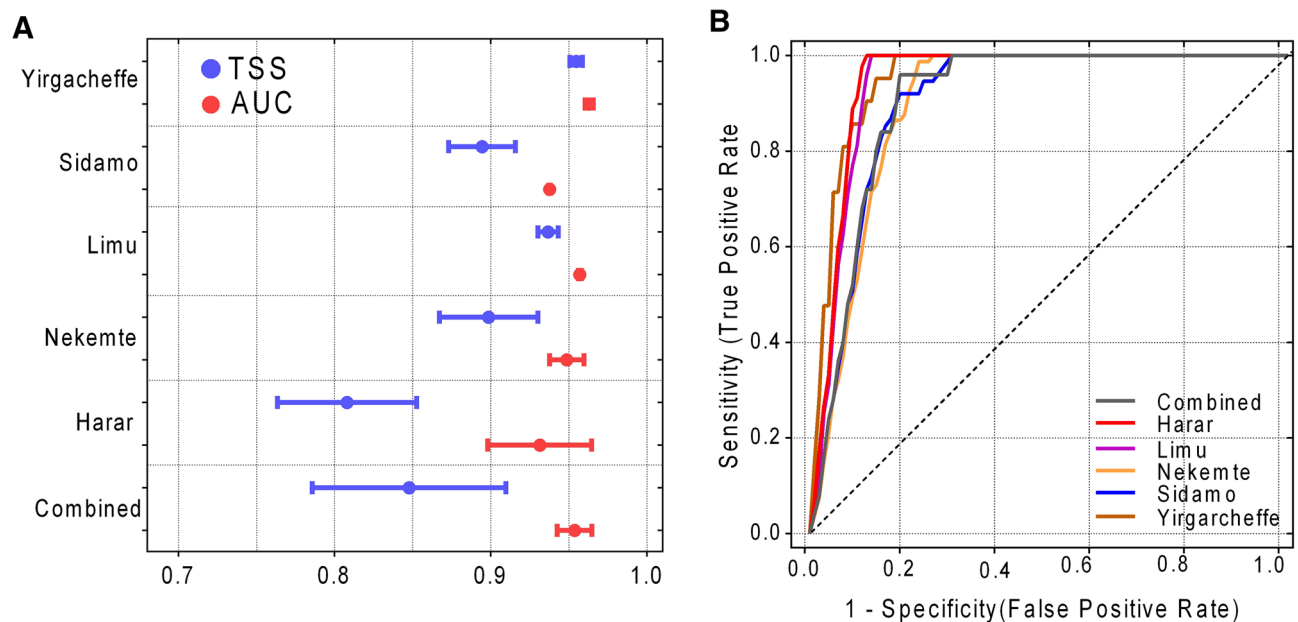 A
TSS
AUC
Yirgacheffe
Sidamo
Limu
Nekemte
Harar
Combined
0.7 0.8 0.9 1.0
B
Sensitivity (True Positive Rate
1.0
0.8
0.6
0.4
0.2
0.0
Combined
Harar
Limu
Nekemte
Sidamo
Yirgarcheffe
0.0 0.2 0.4 0.6 0.8 1.0
1 - Specificity(False Positive Rate)